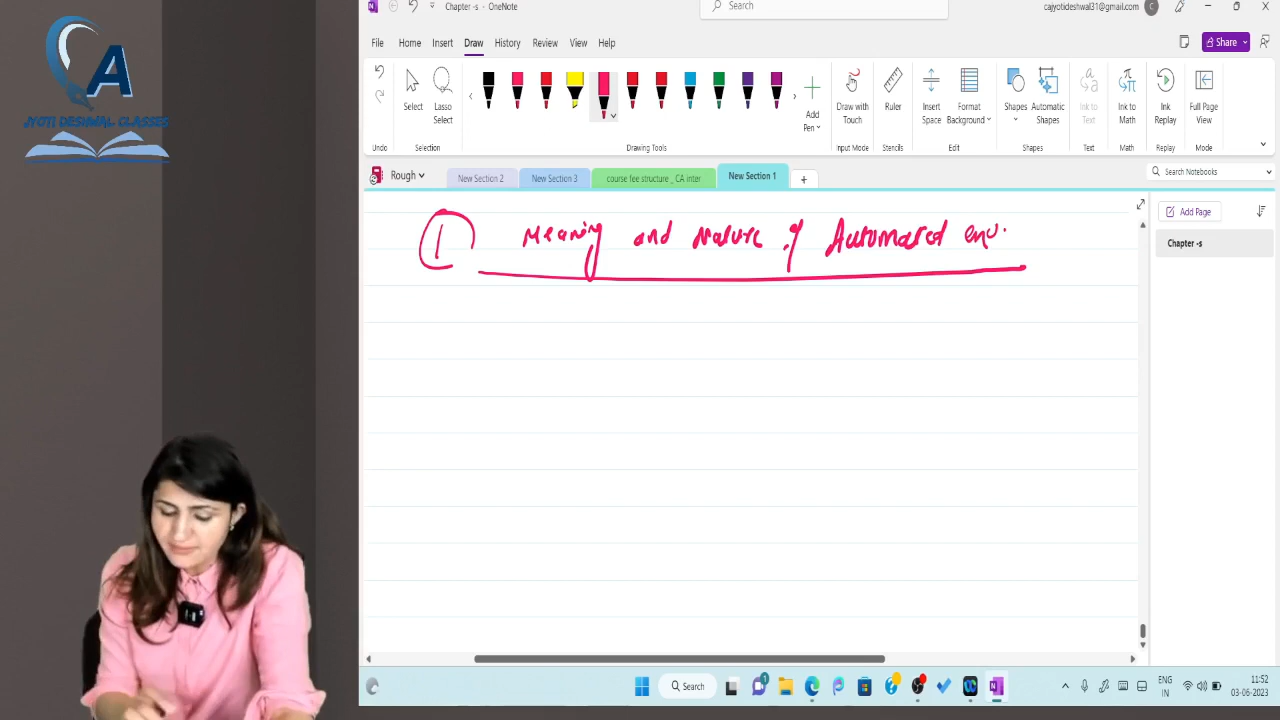 CA
JYOTI DESHWAL CLASSES
Chapter -s - OneNote
Search
cajyotideshwal31@gmail.com
C
File Home Insert Draw History Review View Help
Share
Select
Lasso Select
Add Pen
Draw with Touch
Ruler
Insert Space
Format Background
Shapes
Automatic Shapes
Ink to Text
Ink to Math
Ink Replay
Full Page View
Undo
Selection
Drawing Tools
Input Mode
Stencils
Edit
Shapes
Text
Math
Replay
Mode
Rough
New Section 2
New Section 3
course fee structure _ CA inter
New Section 1
+
Search Notebooks
Add Page
Chapter -s
① Meaning and Nature of Automated env.
Search
1
ENG
IN
11:52
03-06-2023